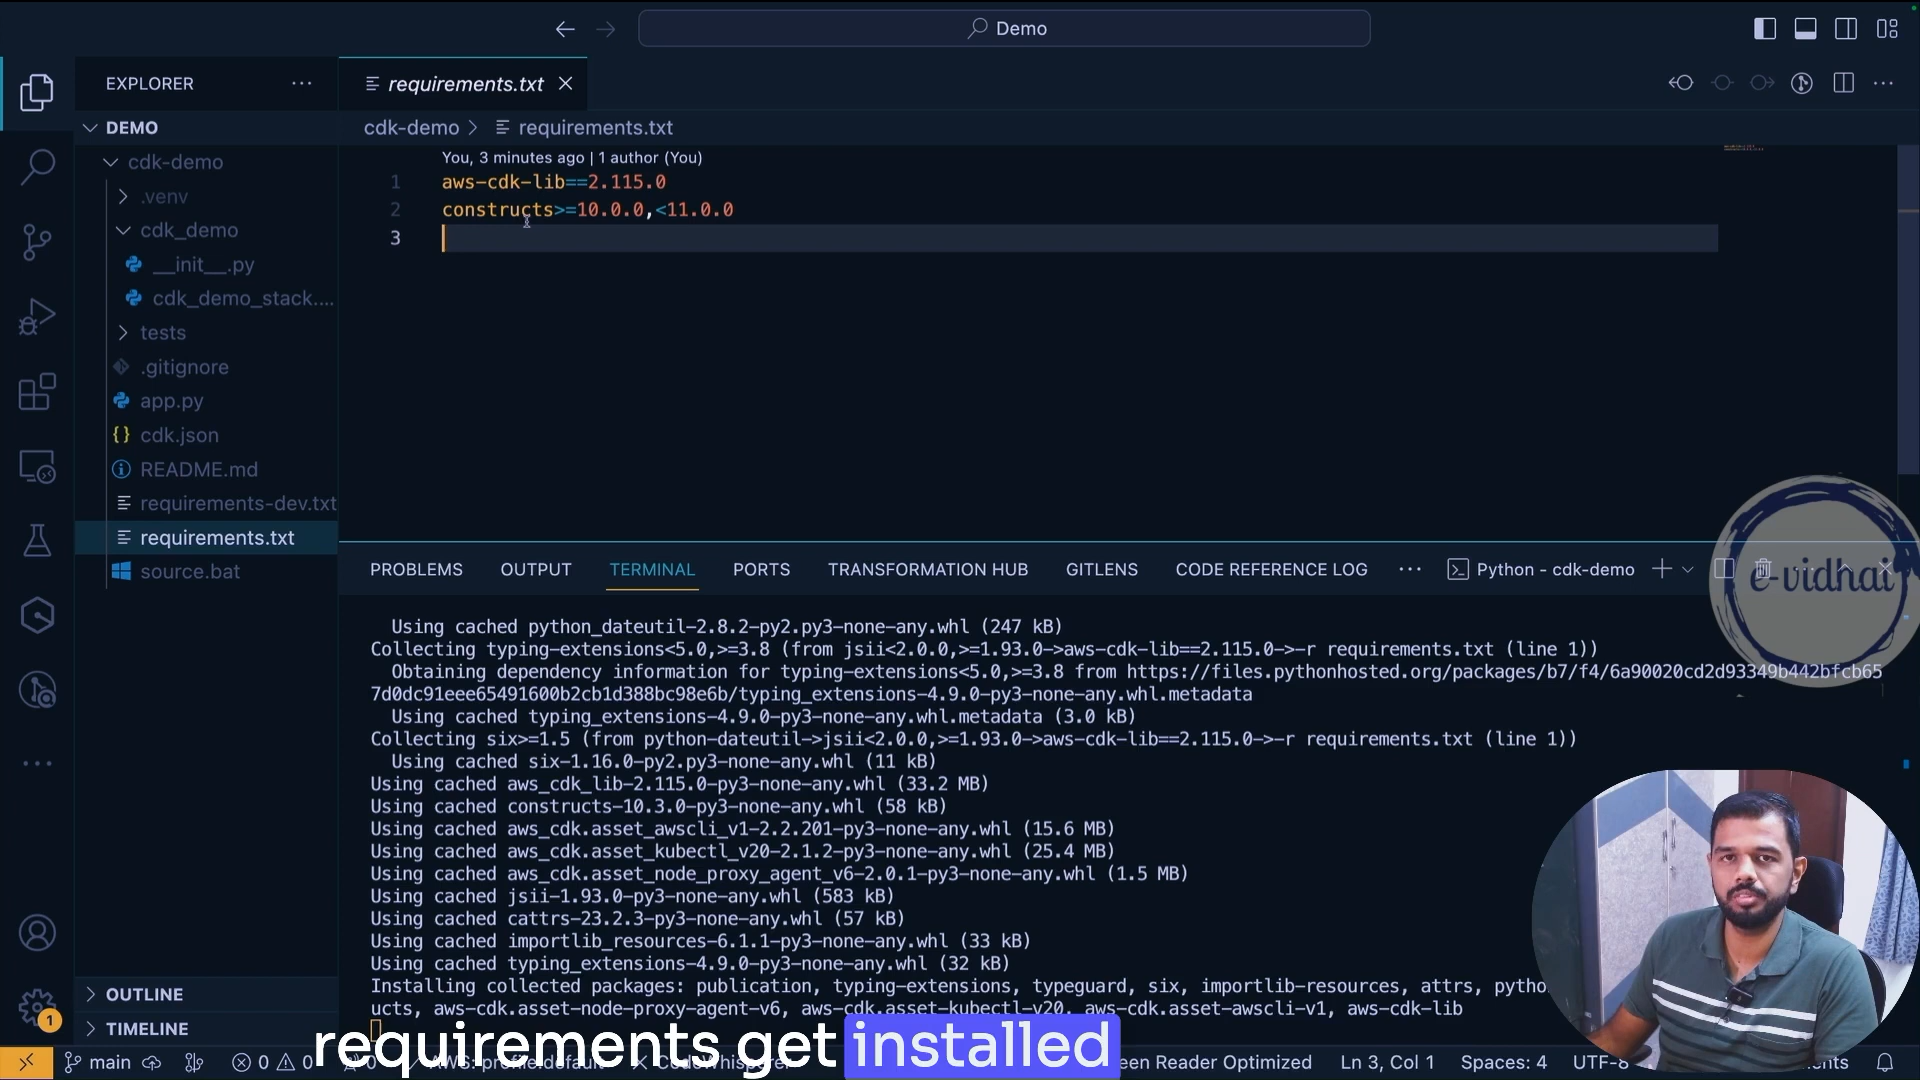 Demo
EXPLORER
requirements.txt
DEMO
cdk-demo > requirements.txt
cdk-demo
.venv
cdk_demo
__init__.py
cdk_demo_stack....
tests
.gitignore
app.py
cdk.json
README.md
requirements-dev.txt
requirements.txt
source.bat
OUTLINE
TIMELINE
You, 3 minutes ago | 1 author (You)
1 aws-cdk-lib==2.115.0
2 constructs>=10.0.0,<11.0.0
3
PROBLEMS OUTPUT TERMINAL PORTS TRANSFORMATION HUB GITLENS CODE REFERENCE LOG ... Python - cdk-demo
e-vidhai
Using cached python_dateutil-2.8.2-py2.py3-none-any.whl (247 kB)
Collecting typing-extensions<5.0,>=3.8 (from jsii<2.0.0,>=1.93.0->aws-cdk-lib==2.115.0->-r requirements.txt (line 1))
Obtaining dependency information for typing-extensions<5.0,>=3.8 from https://files.pythonhosted.org/packages/b7/f4/6a90020cd2d93349b442bfcb65
7d0dc91eee65491600b2cb1d388bc98e6b/typing_extensions-4.9.0-py3-none-any.whl.metadata
Using cached typing_extensions-4.9.0-py3-none-any.whl.metadata (3.0 kB)
Collecting six>=1.5 (from python-dateutil->jsii<2.0.0,>=1.93.0->aws-cdk-lib==2.115.0->-r requirements.txt (line 1))
Using cached six-1.16.0-py2.py3-none-any.whl (11 kB)
Using cached aws_cdk_lib-2.115.0-py3-none-any.whl (33.2 MB)
Using cached constructs-10.3.0-py3-none-any.whl (58 kB)
Using cached aws_cdk.asset_awscli_v1-2.2.201-py3-none-any.whl (15.6 MB)
Using cached aws_cdk.asset_kubectl_v20-2.1.2-py3-none-any.whl (25.4 MB)
Using cached aws_cdk.asset_node_proxy_agent_v6-2.0.1-py3-none-any.whl (1.5 MB)
Using cached jsii-1.93.0-py3-none-any.whl (583 kB)
Using cached cattrs-23.2.3-py3-none-any.whl (57 kB)
Using cached importlib_resources-6.1.1-py3-none-any.whl (33 kB)
Using cached typing_extensions-4.9.0-py3-none-any.whl (32 kB)
Installing collected packages: publication, typing-extensions, typeguard, six, importlib-resources, attrs, pytho
ucts, aws-cdk.asset-node-proxy-agent-v6, aws-cdk.asset-kubectl-v20, aws-cdk.asset-awscli-v1, aws-cdk-lib
requirements get installed
1
main 0 0 0 AWS: profile:default CodeWhisper een Reader Optimized Ln 3, Col 1 Spaces: 4 UTF-8